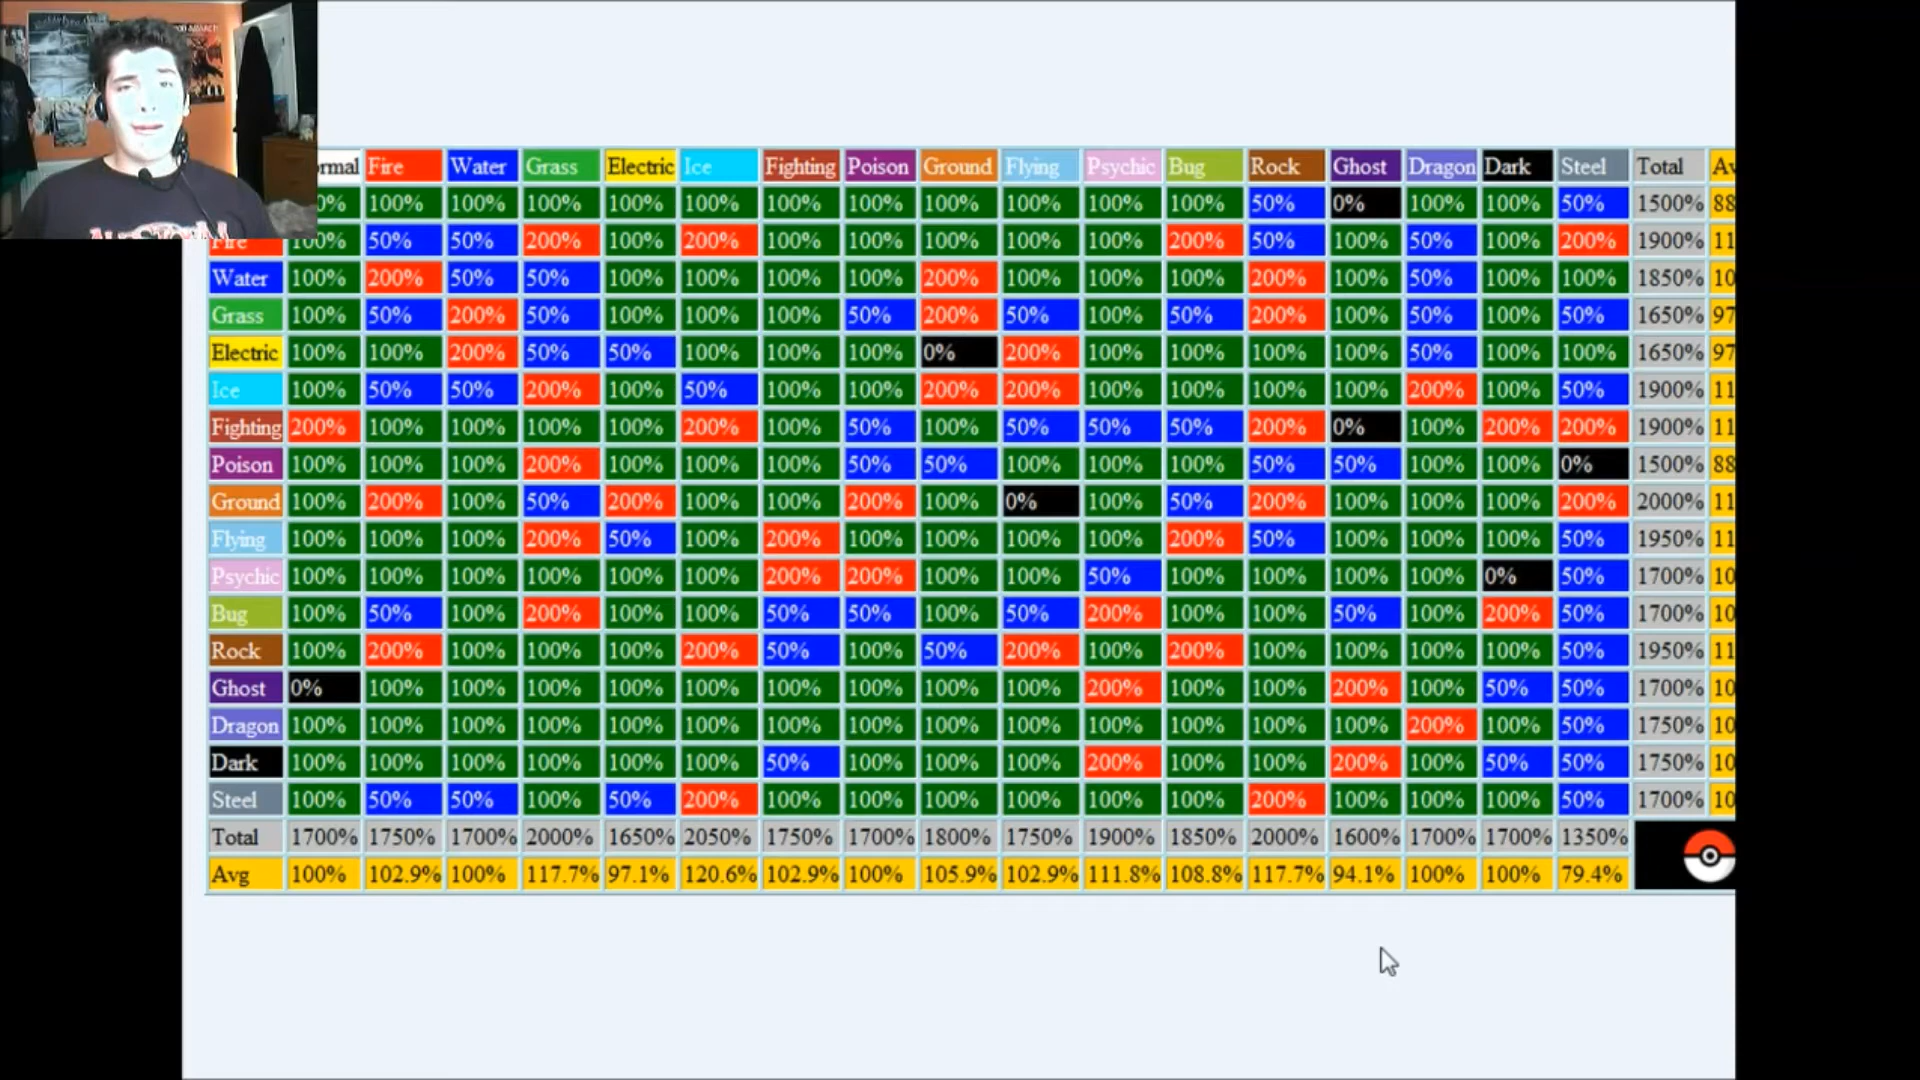 rmal Fire Water Grass Electric Ice Fighting Poison Ground Flying Psychic Bug Rock Ghost Dragon Dark Steel Total Av
0% 100% 100% 100% 100% 100% 100% 100% 100% 100% 100% 100% 50% 0% 100% 100% 50% 1500% 88
Fire 100% 50% 50% 200% 100% 200% 100% 100% 100% 100% 100% 200% 50% 100% 50% 100% 200% 1900% 11
Water 100% 200% 50% 50% 100% 100% 100% 100% 200% 100% 100% 100% 200% 100% 50% 100% 100% 1850% 10
Grass 100% 50% 200% 50% 100% 100% 100% 50% 200% 50% 100% 50% 200% 100% 50% 100% 50% 1650% 97
Electric 100% 100% 200% 50% 50% 100% 100% 100% 0% 200% 100% 100% 100% 100% 50% 100% 100% 1650% 97
Ice 100% 50% 50% 200% 100% 50% 100% 100% 200% 200% 100% 100% 100% 100% 200% 100% 50% 1900% 11
Fighting 200% 100% 100% 100% 100% 200% 100% 50% 100% 50% 50% 50% 200% 0% 100% 200% 200% 1900% 11
Poison 100% 100% 100% 200% 100% 100% 100% 50% 50% 100% 100% 100% 50% 50% 100% 100% 0% 1500% 88
Ground 100% 200% 100% 50% 200% 100% 100% 200% 100% 0% 100% 50% 200% 100% 100% 100% 200% 2000% 11
Flying 100% 100% 100% 200% 50% 100% 200% 100% 100% 100% 100% 200% 50% 100% 100% 100% 50% 1950% 11
Psychic 100% 100% 100% 100% 100% 100% 200% 200% 100% 100% 50% 100% 100% 100% 100% 0% 50% 1700% 10
Bug 100% 50% 100% 200% 100% 100% 50% 50% 100% 50% 200% 100% 100% 50% 100% 200% 50% 1700% 10
Rock 100% 200% 100% 100% 100% 200% 50% 100% 50% 200% 100% 200% 100% 100% 100% 100% 50% 1950% 11
Ghost 0% 100% 100% 100% 100% 100% 100% 100% 100% 100% 200% 100% 100% 200% 100% 50% 50% 1700% 10
Dragon 100% 100% 100% 100% 100% 100% 100% 100% 100% 100% 100% 100% 100% 100% 200% 100% 50% 1750% 10
Dark 100% 100% 100% 100% 100% 100% 50% 100% 100% 100% 200% 100% 100% 200% 100% 50% 50% 1750% 10
Steel 100% 50% 50% 100% 50% 200% 100% 100% 100% 100% 100% 100% 200% 100% 100% 100% 50% 1700% 10
Total 1700% 1750% 1700% 2000% 1650% 2050% 1750% 1700% 1800% 1750% 1900% 1850% 2000% 1600% 1700% 1700% 1350%
Avg 100% 102.9% 100% 117.7% 97.1% 120.6% 102.9% 100% 105.9% 102.9% 111.8% 108.8% 117.7% 94.1% 100% 100% 79.4%